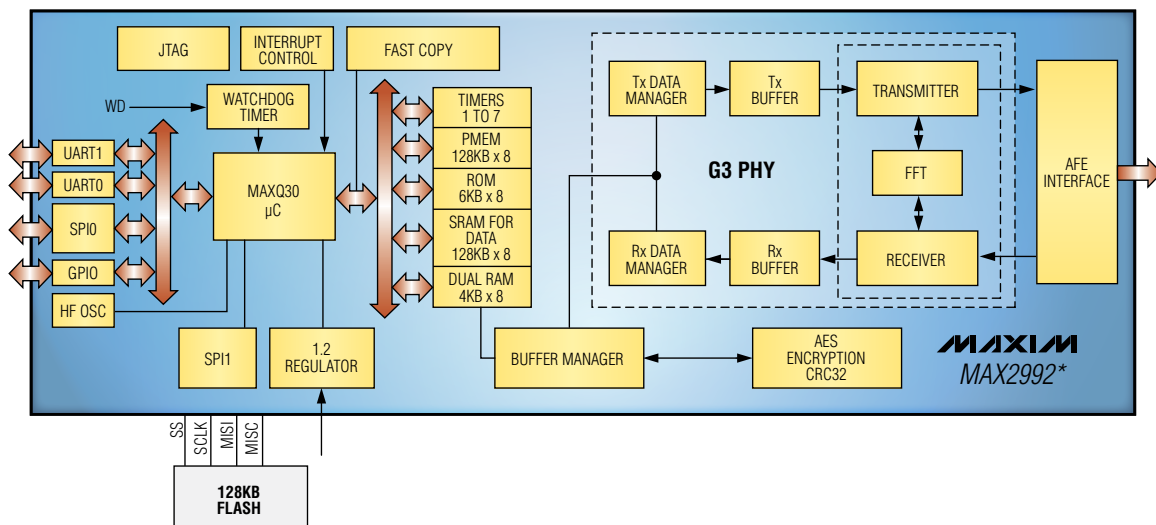 JTAG
INTERRUPT
CONTROL
FAST COPY
WD
WATCHDOG
TIMER
UART1
UART0
SPI0
GPIO
HF OSC
MAXQ30
µC
SPI1
1.2
REGULATOR
TIMERS
1 TO 7
PMEM
128KB x 8
ROM
6KB x 8
SRAM FOR
DATA
128KB x 8
DUAL RAM
4KB x 8
BUFFER MANAGER
Tx DATA
MANAGER
Tx
BUFFER
TRANSMITTER
G3 PHY
FFT
Rx DATA
MANAGER
Rx
BUFFER
RECEIVER
AFE
INTERFACE
AES
ENCRYPTION
CRC32
MAXIM
MAX2992*
SS
SCLK
MISI
MISC
128KB
FLASH